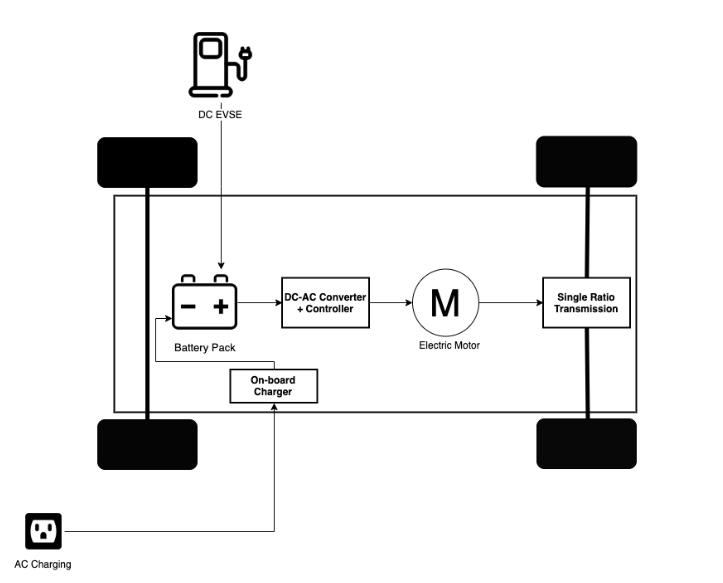 DC EVSE
DC-AC Converter
+ Controller
M
Single Ratio
Transmission
Battery Pack
Electric Motor
On-board
Charger
AC Charging